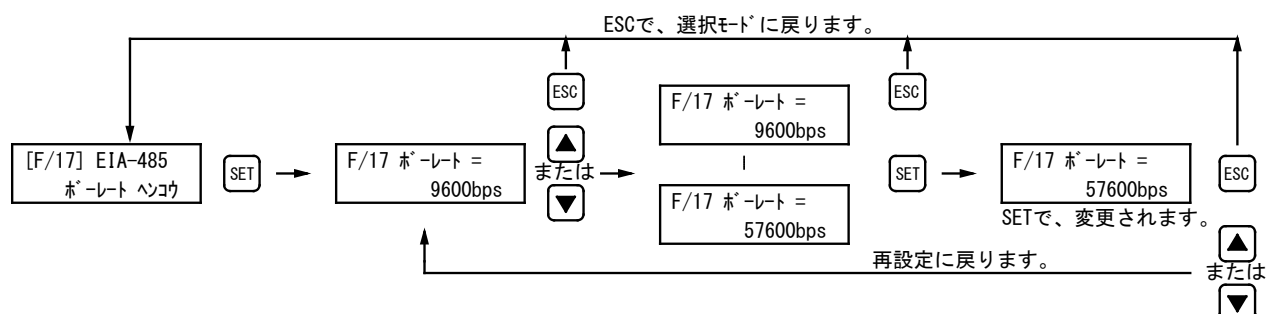 ESCで、選択ﾓｰﾄﾞに戻ります。
[F/17] EIA-485
ﾎﾞｰﾚｰﾄ ﾍﾝｺｳ
SET
F/17 ﾎﾞｰﾚｰﾄ =
9600bps
ESC
▲
または
▼
F/17 ﾎﾞｰﾚｰﾄ =
9600bps
F/17 ﾎﾞｰﾚｰﾄ =
57600bps
ESC
SET
F/17 ﾎﾞｰﾚｰﾄ =
57600bps
SETで、変更されます。
ESC
▲
または
▼
再設定に戻ります。